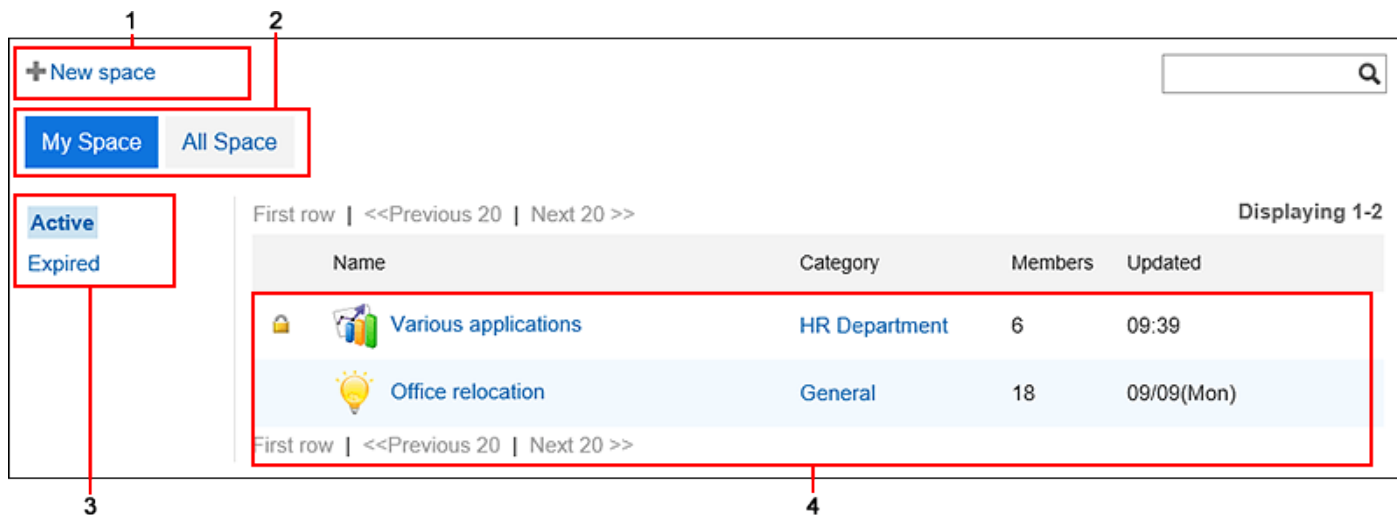 1 2
New space
My Space All Space
Active
Expired
First row | <<Previous 20 | Next 20 >> Displaying 1-2
Name Category Members Updated
Various applications HR Department 6 09:39
Office relocation General 18 09/09(Mon)
First row | <<Previous 20 | Next 20 >>
3 4